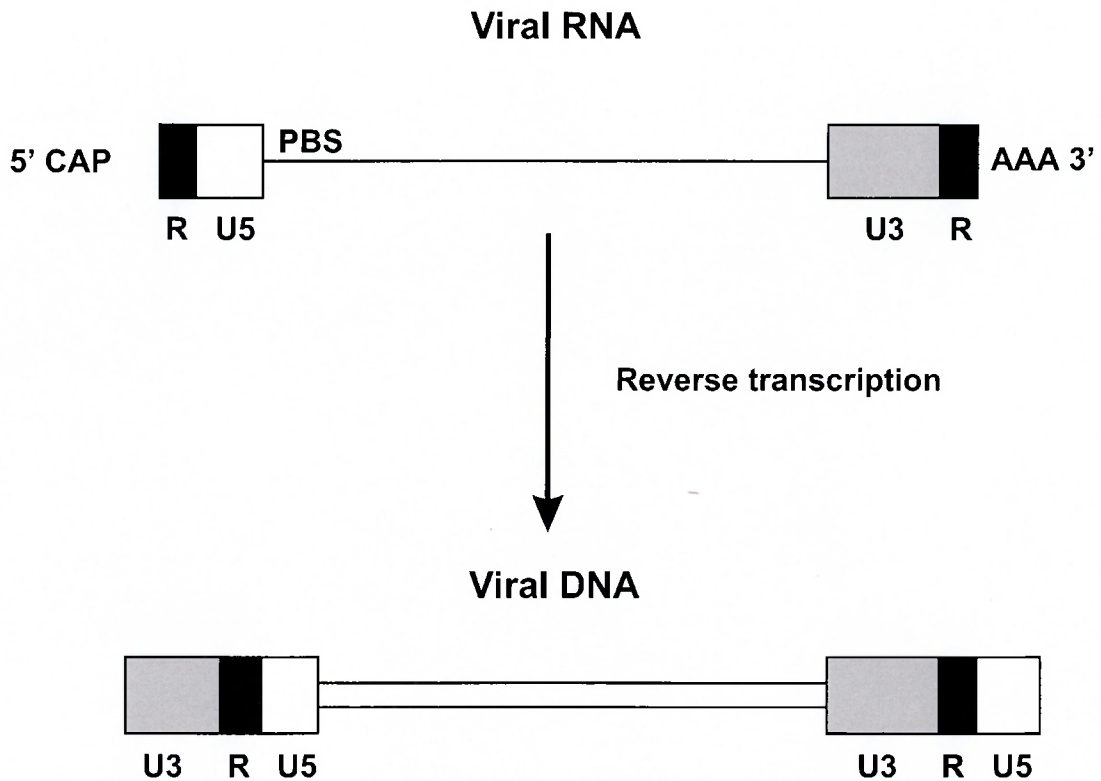 Viral RNA
5' CAP
PBS
AAA 3'
R U5
U3 R
Reverse transcription
Viral DNA
U3 R U5
U3 R U5